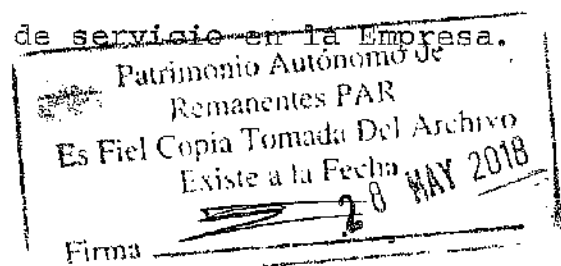 de servicio en la Empresa.
Patrimonio Autónomo de
Remanentes PAR
Es Fiel Copia Tomada Del Archivo
Existe a la Fecha
28 MAY 2018
Firma